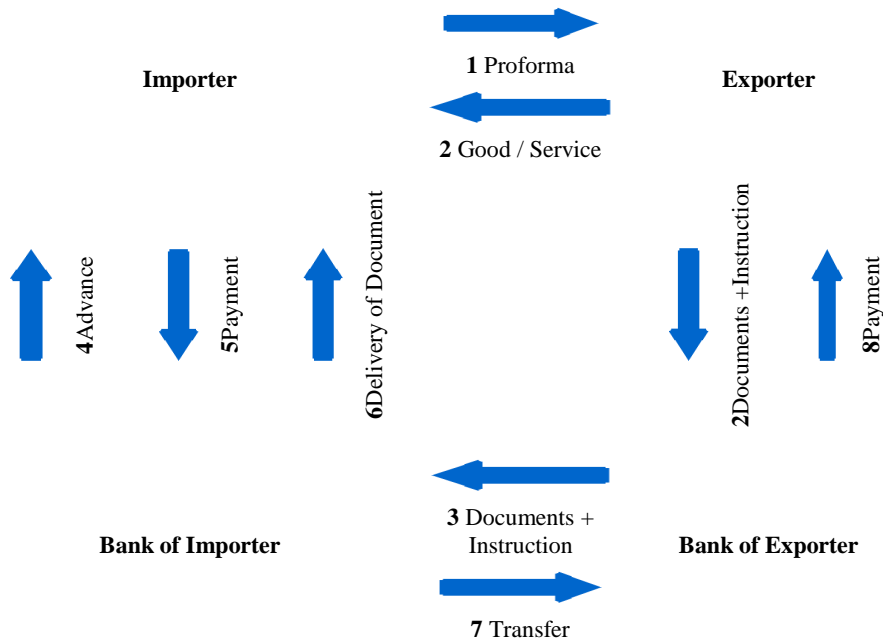 Importer
1 Proforma
Exporter
2 Good / Service
4Advance
5Payment
6Delivery of Document
2Documents +Instruction
8Payment
Bank of Importer
3 Documents +
Instruction
Bank of Exporter
7 Transfer